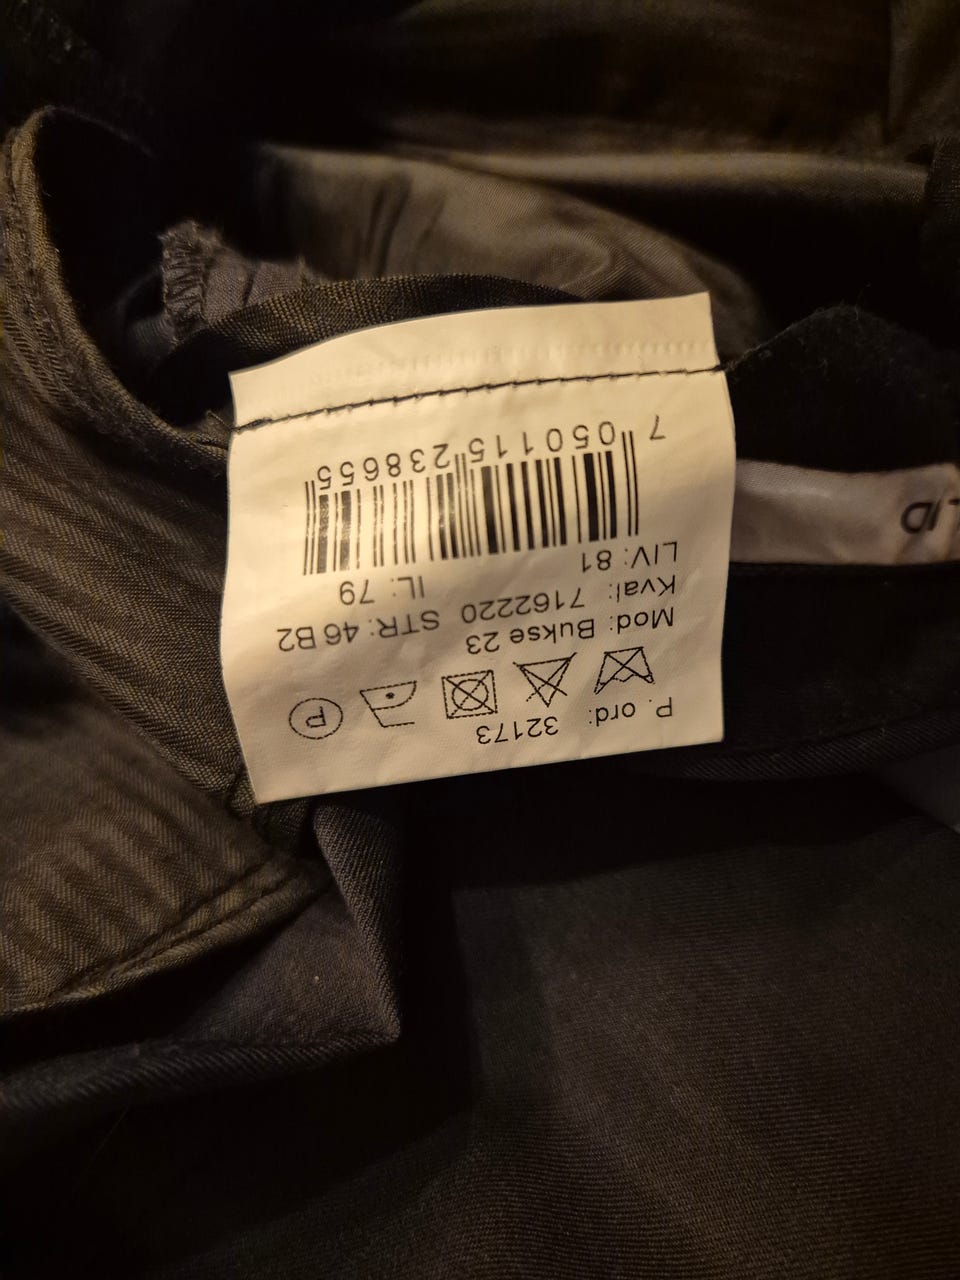 P. ord: 32173
P
Mod: Bukse 23
Kval: 7162220 STR: 46 B2
LIV: 81 IL: 79
7 050115 238655